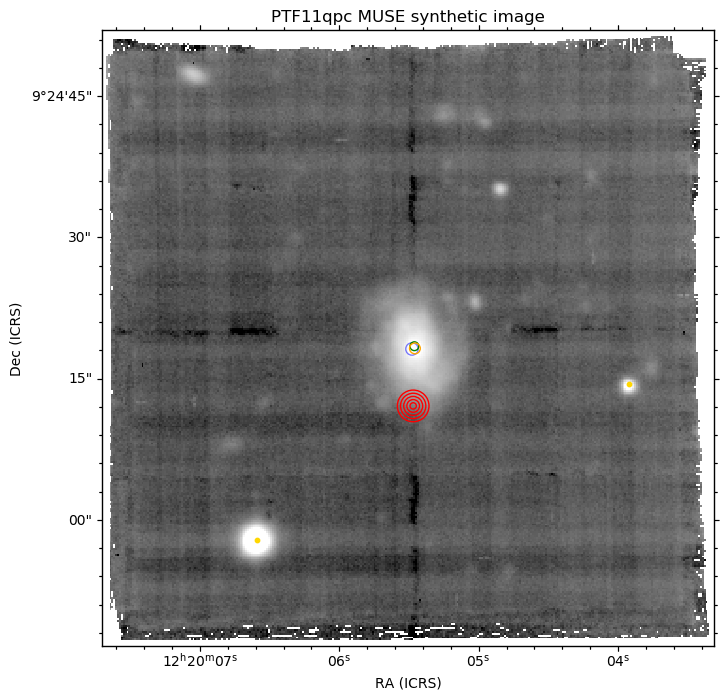 PTF11qpc MUSE synthetic image
9°24'45"
30"
15"
00"
Dec (ICRS)
12ʰ20ᵐ07ˢ
06ˢ
05ˢ
04ˢ
RA (ICRS)